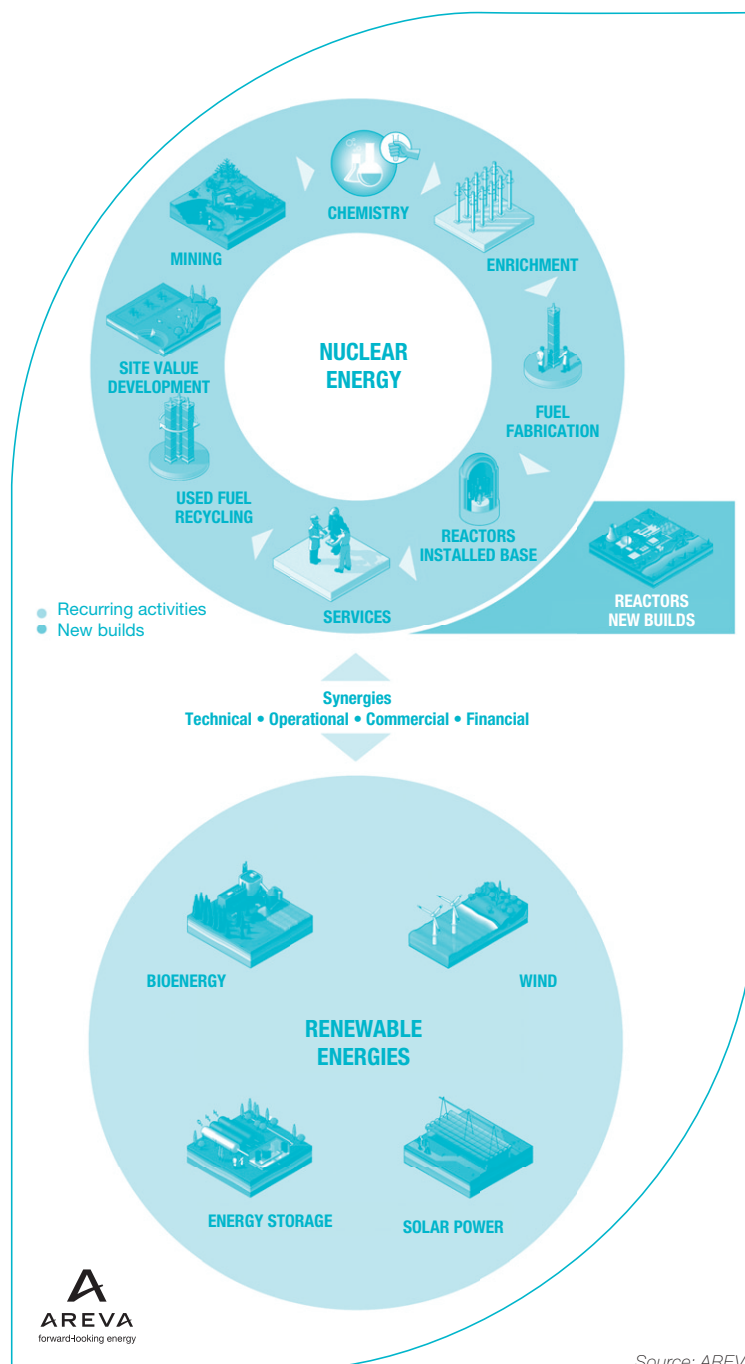 CHEMISTRY
MINING
ENRICHMENT
NUCLEAR
ENERGY
SITE VALUE
DEVELOPMENT
FUEL
FABRICATION
USED FUEL
RECYCLING
REACTORS
INSTALLED BASE
SERVICES
REACTORS
NEW BUILDS
Recurring activities
New builds
Synergies
Technical • Operational • Commercial • Financial
BIOENERGY
WIND
RENEWABLE
ENERGIES
ENERGY STORAGE
SOLAR POWER
AREVA
forward-looking energy
Source: AREV